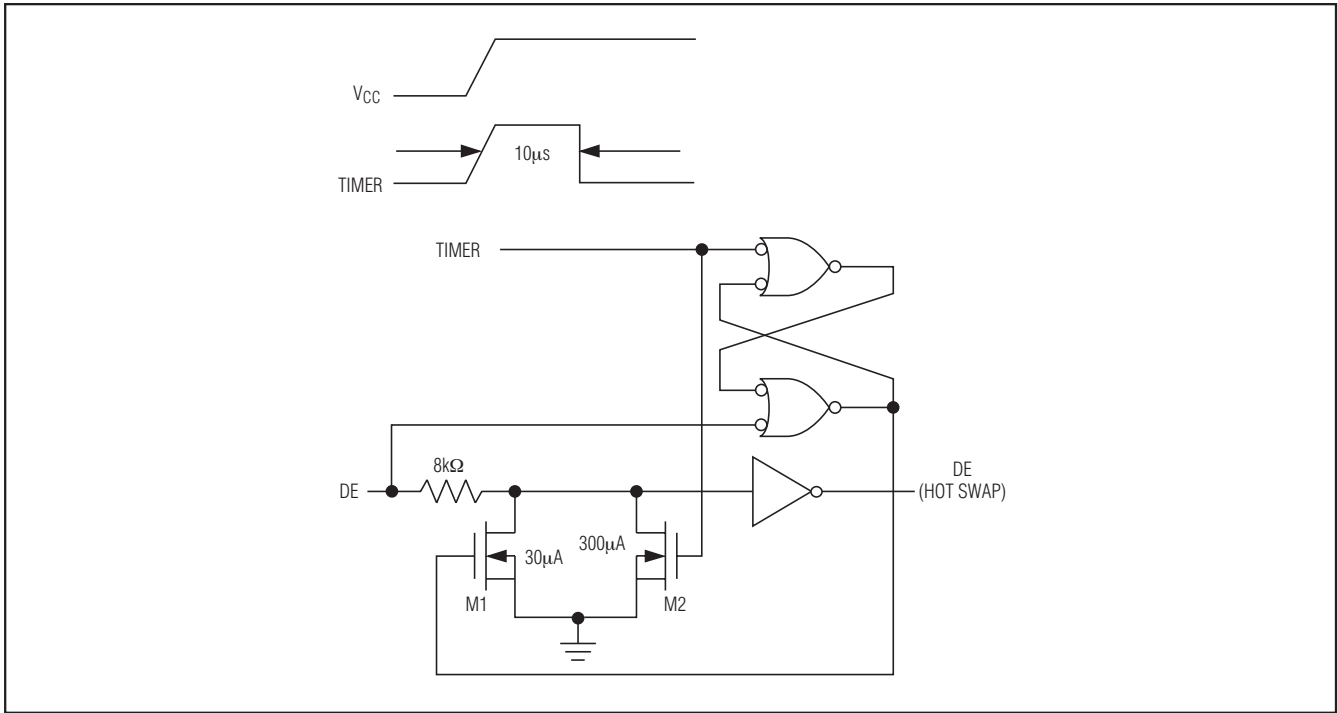 VCC
10μs
TIMER
TIMER
8kΩ
DE
DE
(HOT SWAP)
30μA
300μA
M1
M2